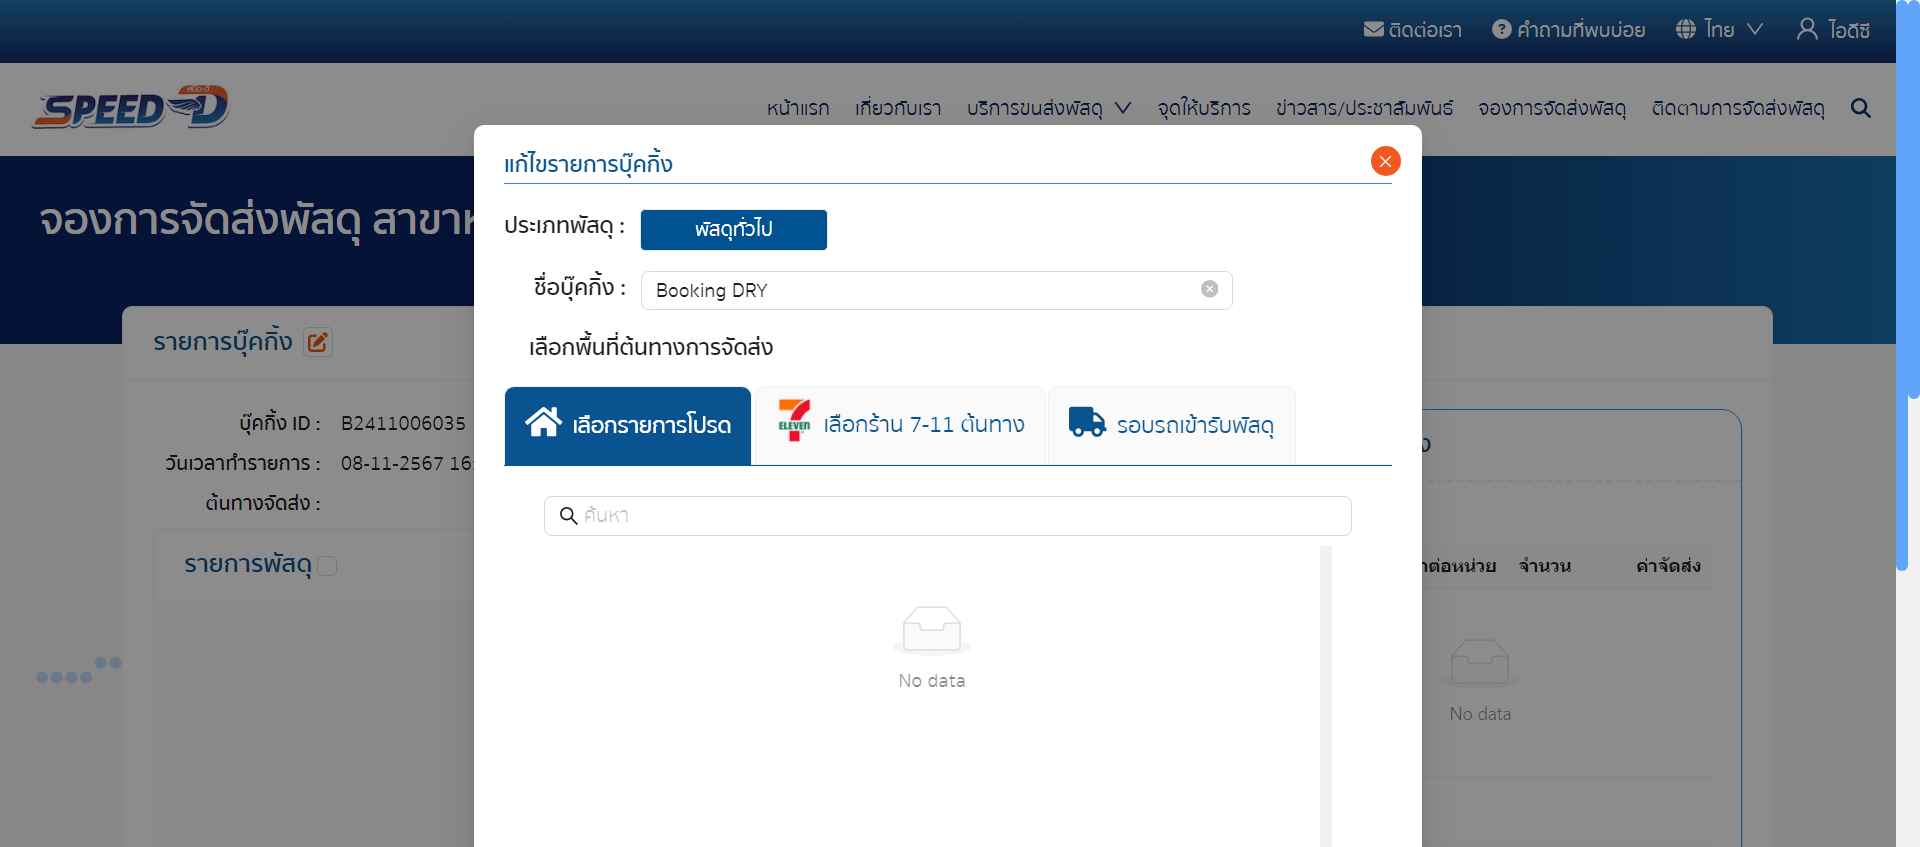 ติดต่อเรา คำถามที่พบบ่อย ไทย ไอดีซี
สปีด-ดี
SPEED-D
หน้าแรก เกี่ยวกับเรา บริการขนส่งพัสดุ จุดให้บริการ ข่าวสาร/ประชาสัมพันธ์ จองการจัดส่งพัสดุ ติดตามการจัดส่งพัสดุ
จองการจัดส่งพัสดุ
แก้ไขรายการบุ๊คกิ้ง
ประเภทพัสดุ : พัสดุทั่วไป
ชื่อบุ๊คกิ้ง : Booking DRY
เลือกพื้นที่ต้นทางการจัดส่ง
เลือกรายการโปรด
7 ELEVEN เลือกร้าน 7-11 ต้นทาง
รอบรถเข้ารับพัสดุ
ค้นหา
No data
รายการบุ๊คกิ้ง
บุ๊คกิ้ง ID : B2411006035
วันเวลาทำรายการ : 08-11-2567 16:
ต้นทางจัดส่ง :
รายการพัสดุ
จำนวน ค่าจัดส่ง
No data